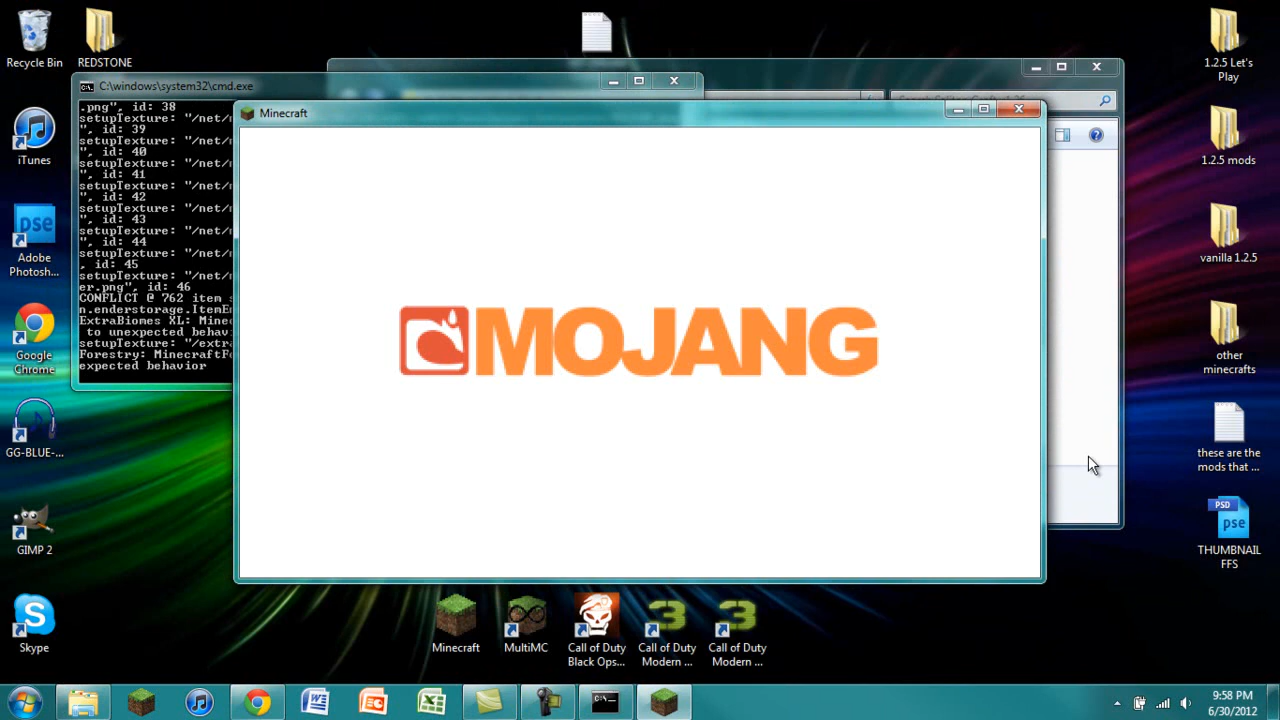 Recycle Bin
REDSTONE
1.2.5 Let's
Play
C:\windows\system32\cmd.exe
.png", id: 38
setupTexture: "/net/
", id: 39
setupTexture: "/net/
", id: 40
setupTexture: "/net/
", id: 41
setupTexture: "/net/
", id: 42
setupTexture: "/net/
", id: 43
setupTexture: "/net/
", id: 44
setupTexture: "/net/
, id: 45
setupTexture: "/net/
er.png", id: 46
CONFLICT @ 762 item s
n.enderstorage.ItemEn
ExtraBiomes XL: Minec
to unexpected behav
setupTexture: "/extra
Forestry: MinecraftFo
expected behavior
Minecraft
MOJANG
iTunes
1.2.5 mods
pse
Adobe
Photosh...
vanilla 1.2.5
Google
Chrome
other
minecrafts
GG-BLUE-...
these are the
mods that ...
GIMP 2
PSD
pse
THUMBNAIL
FFS
Skype
Minecraft
MultiMC
Call of Duty
Black Ops...
Call of Duty
Modern ...
Call of Duty
Modern ...
9:58 PM
6/30/2012